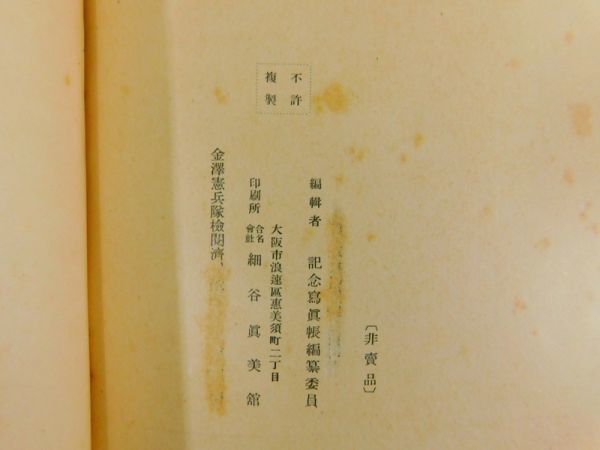 〔非賣品〕
不許
複製
編輯者 記念寫眞帳編纂委員
大阪市浪速區惠美須町二丁目
印刷所 合名會社 細谷眞美舘
金澤憲兵隊檢閱濟、